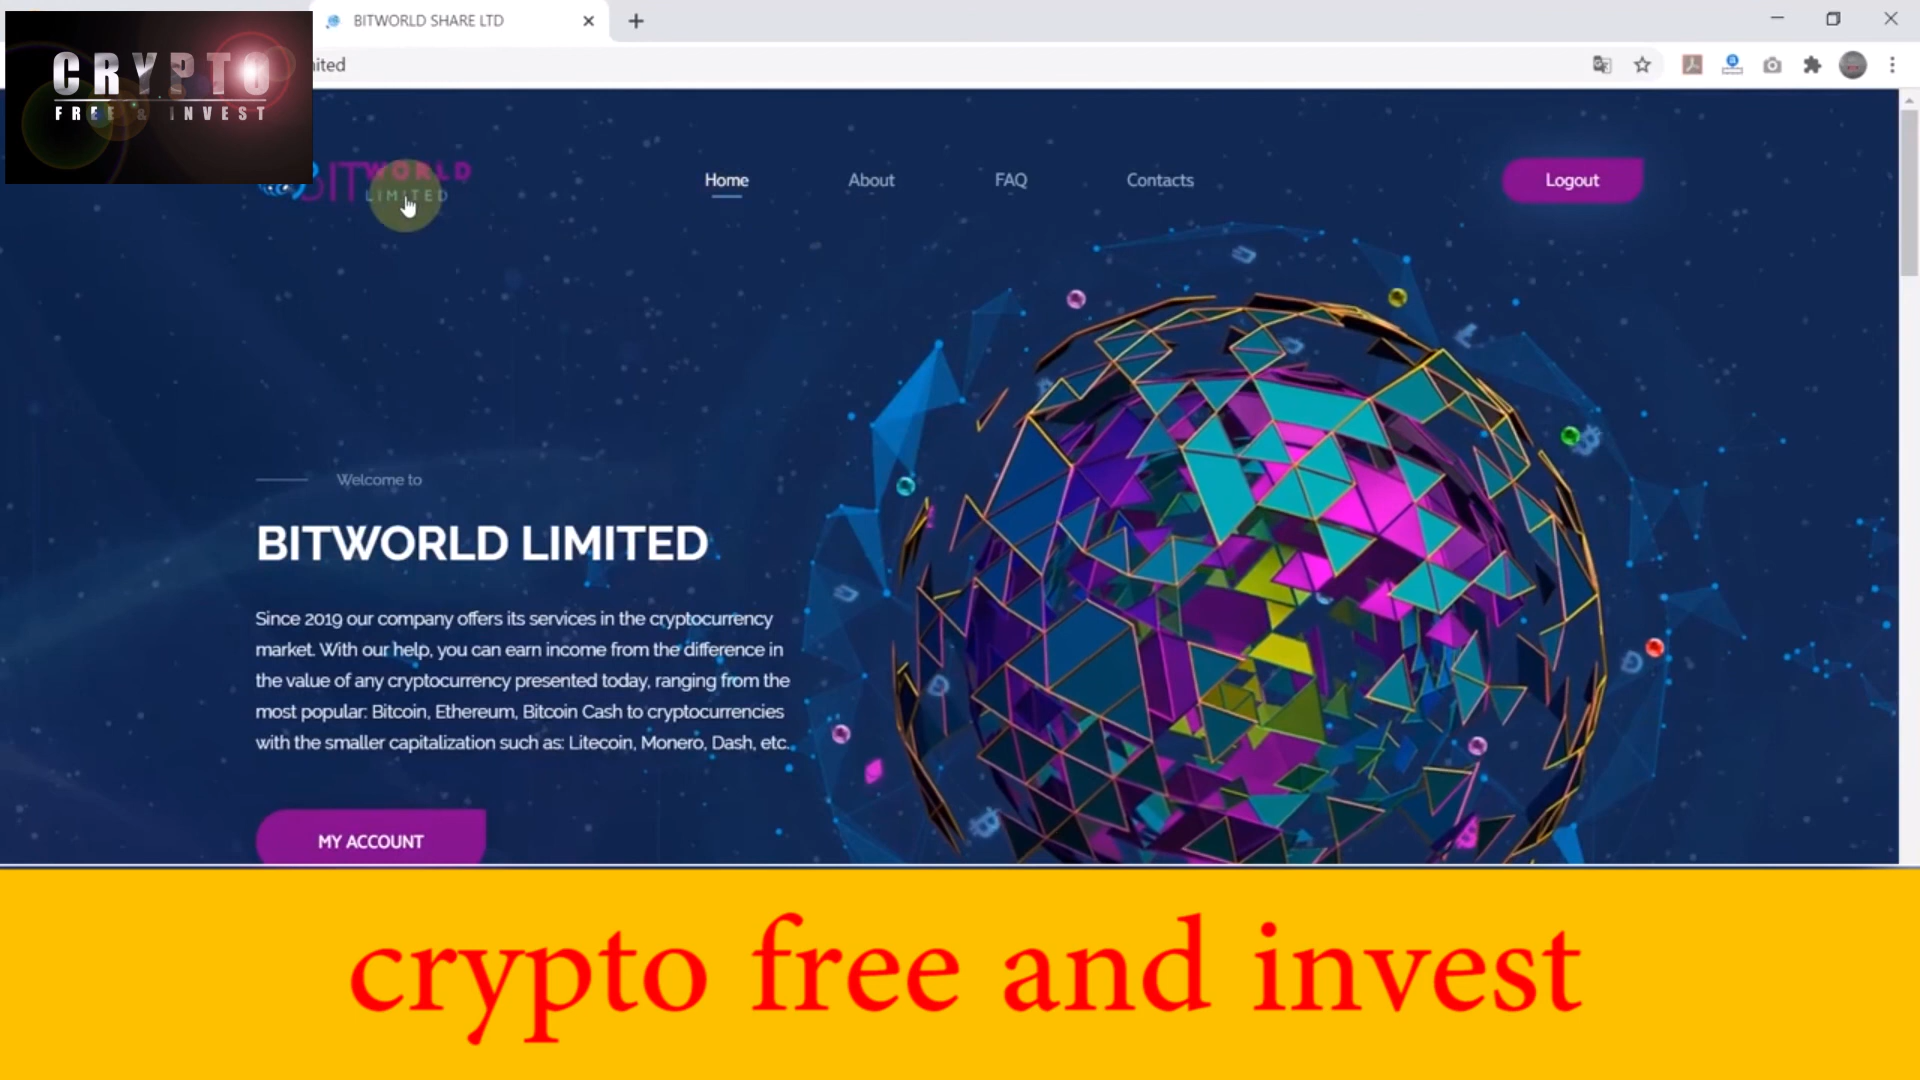 BITWORLD SHARE LTD
CRYPTO
FREE & INVEST
ited
BITWORLD
LIMITED
Home
About
FAQ
Contacts
Logout
Welcome to
BITWORLD LIMITED
Since 2019 our company offers its services in the cryptocurrency
market. With our help, you can earn income from the difference in
the value of any cryptocurrency presented today, ranging from the
most popular: Bitcoin, Ethereum, Bitcoin Cash to cryptocurrencies
with the smaller capitalization such as: Litecoin, Monero, Dash, etc.
MY ACCOUNT
crypto free and invest